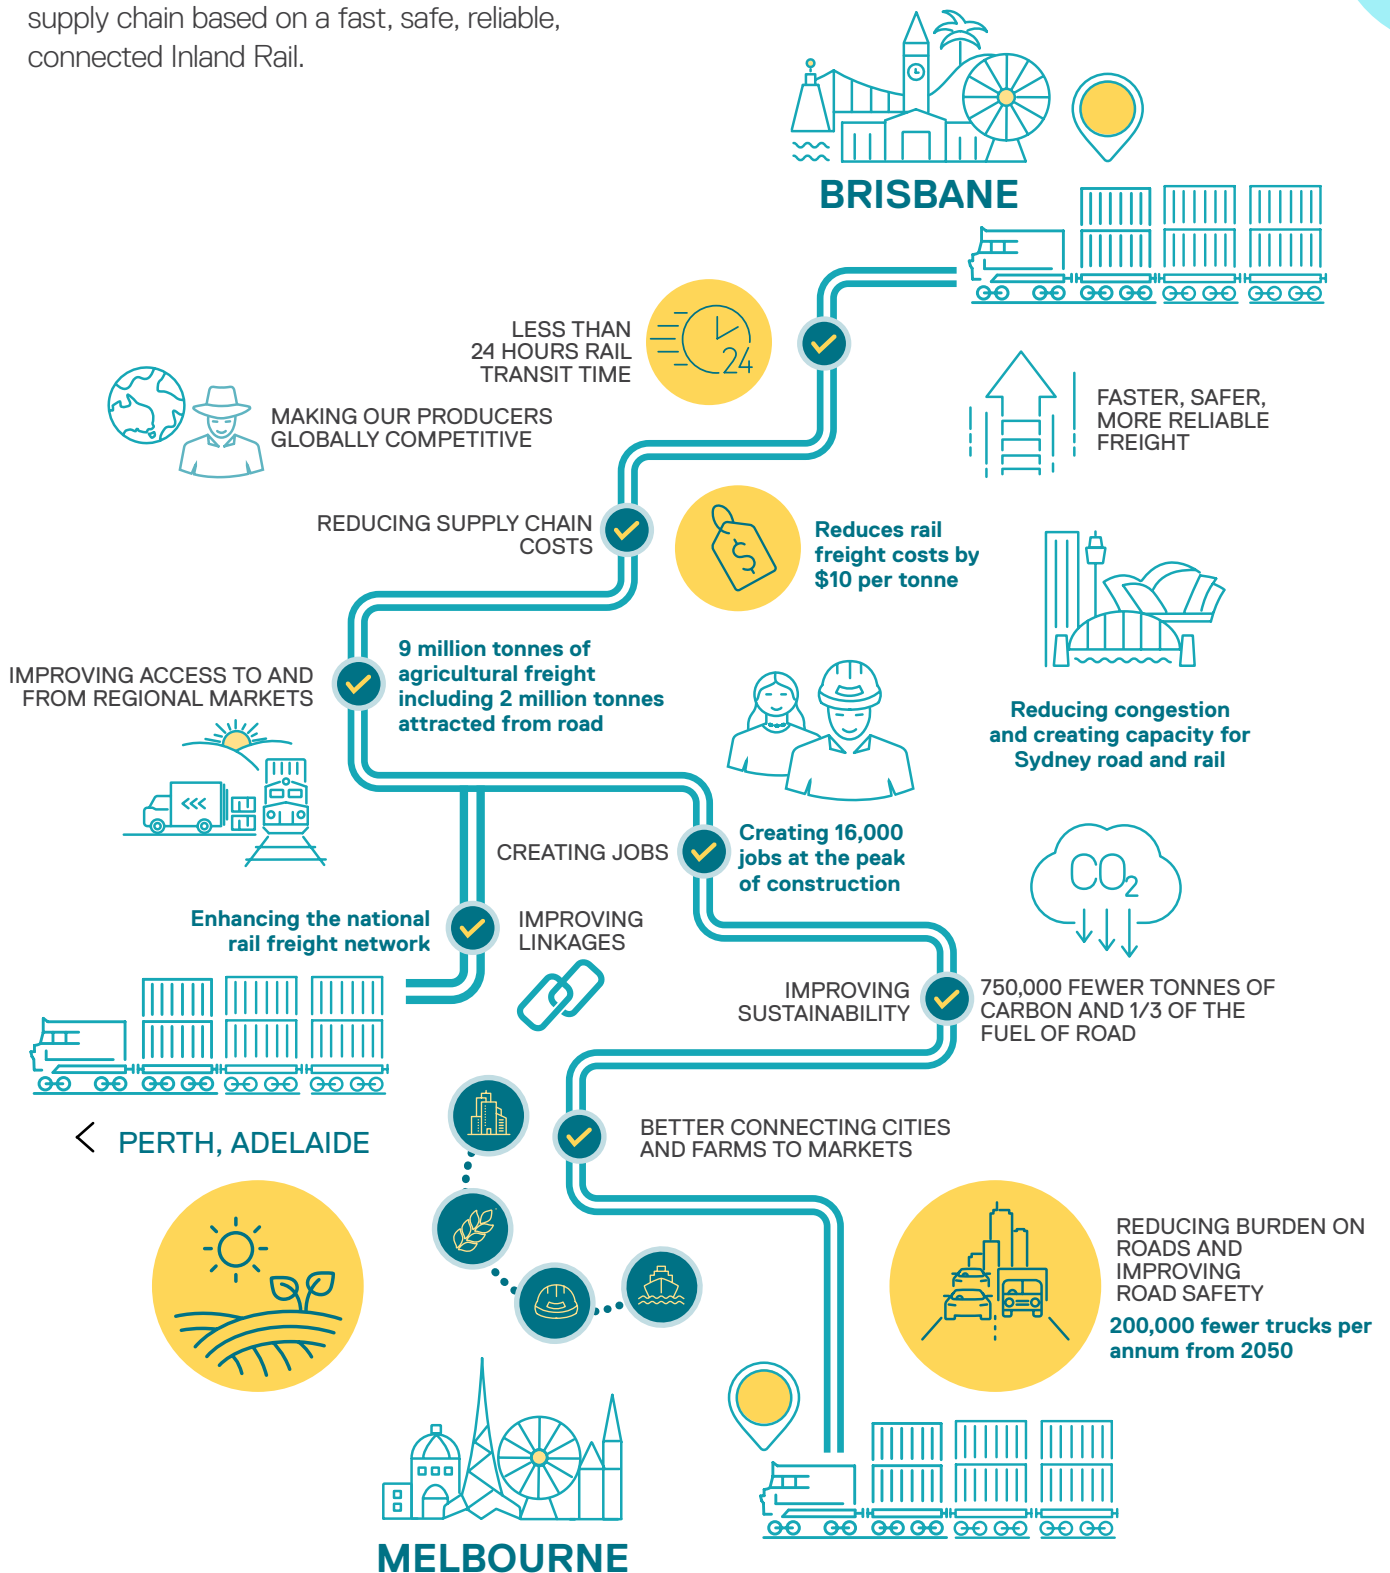 supply chain based on a fast, safe, reliable,
connected Inland Rail.
BRISBANE
LESS THAN
24 HOURS RAIL
TRANSIT TIME
24
MAKING OUR PRODUCERS
GLOBALLY COMPETITIVE
FASTER, SAFER,
MORE RELIABLE
FREIGHT
REDUCING SUPPLY CHAIN
COSTS
$
Reduces rail
freight costs by
$10 per tonne
IMPROVING ACCESS TO AND
FROM REGIONAL MARKETS
9 million tonnes of
agricultural freight
including 2 million tonnes
attracted from road
Reducing congestion
and creating capacity for
Sydney road and rail
CREATING JOBS
Creating 16,000
jobs at the peak
of construction
CO2
Enhancing the national
rail freight network
IMPROVING
LINKAGES
IMPROVING
SUSTAINABILITY
750,000 FEWER TONNES OF
CARBON AND 1/3 OF THE
FUEL OF ROAD
< PERTH, ADELAIDE
BETTER CONNECTING CITIES
AND FARMS TO MARKETS
REDUCING BURDEN ON
ROADS AND
IMPROVING
ROAD SAFETY
200,000 fewer trucks per
annum from 2050
MELBOURNE